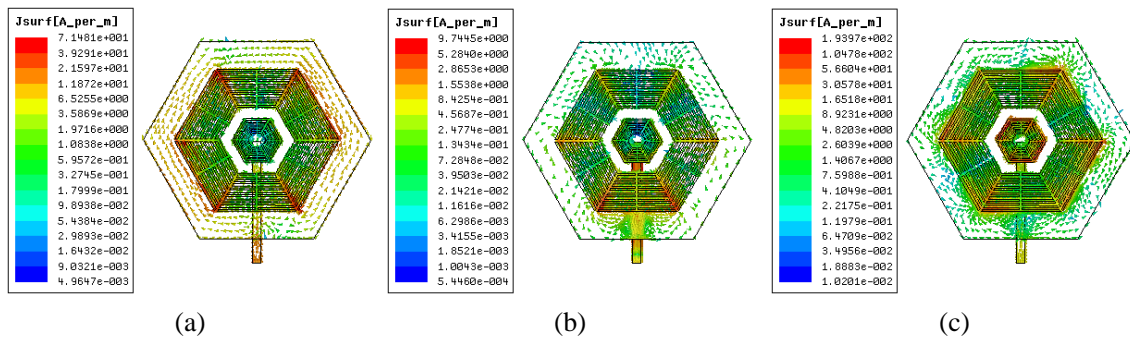 Jsurf[A_per_m]
7.1481e+001
3.9291e+001
2.1597e+001
1.1872e+001
6.5255e+000
3.5869e+000
1.9716e+000
1.0838e+000
5.9572e-001
3.2745e-001
1.7999e-001
9.8938e-002
5.4384e-002
2.9893e-002
1.6432e-002
9.0321e-003
4.9647e-003
(a)
Jsurf[A_per_m]
9.7445e+000
5.2840e+000
2.8653e+000
1.5538e+000
8.4254e-001
4.5687e-001
2.4774e-001
1.3434e-001
7.2848e-002
3.9503e-002
2.1421e-002
1.1616e-002
6.2986e-003
3.4155e-003
1.8521e-003
1.0043e-003
5.4460e-004
(b)
Jsurf[A_per_m]
1.9397e+002
1.0478e+002
5.6604e+001
3.0578e+001
1.6518e+001
8.9231e+000
4.8203e+000
2.6039e+000
1.4067e+000
7.5988e-001
4.1049e-001
2.2175e-001
1.1979e-001
6.4709e-002
3.4956e-002
1.8883e-002
1.0201e-002
(c)